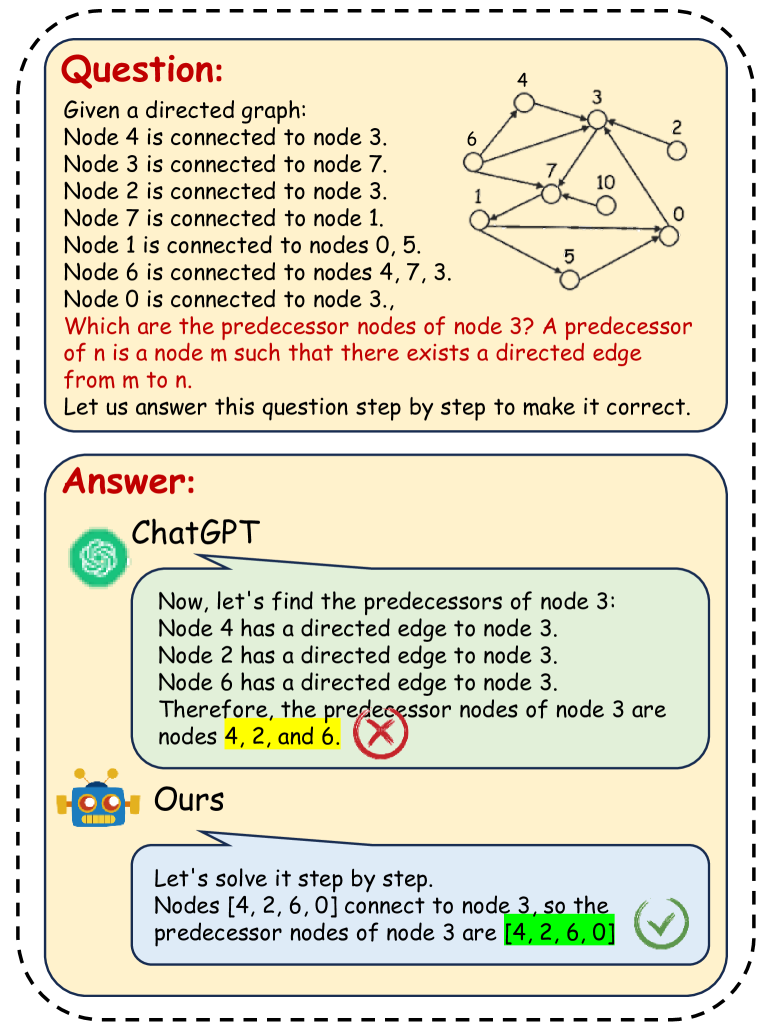 Question:
Given a directed graph:
Node 4 is connected to node 3.
Node 3 is connected to node 7.
Node 2 is connected to node 3.
Node 7 is connected to node 1.
Node 1 is connected to nodes 0, 5.
Node 6 is connected to nodes 4, 7, 3.
Node 0 is connected to node 3.,
4
3
2
6
7
10
1
0
5
Which are the predecessor nodes of node 3? A predecessor
of n is a node m such that there exists a directed edge
from m to n.
Let us answer this question step by step to make it correct.
Answer:
ChatGPT
Now, let's find the predecessors of node 3:
Node 4 has a directed edge to node 3.
Node 2 has a directed edge to node 3.
Node 6 has a directed edge to node 3.
Therefore, the predecessor nodes of node 3 are
nodes 4, 2, and 6.
Ours
Let's solve it step by step.
Nodes [4, 2, 6, 0] connect to node 3, so the
predecessor nodes of node 3 are [4, 2, 6, 0]